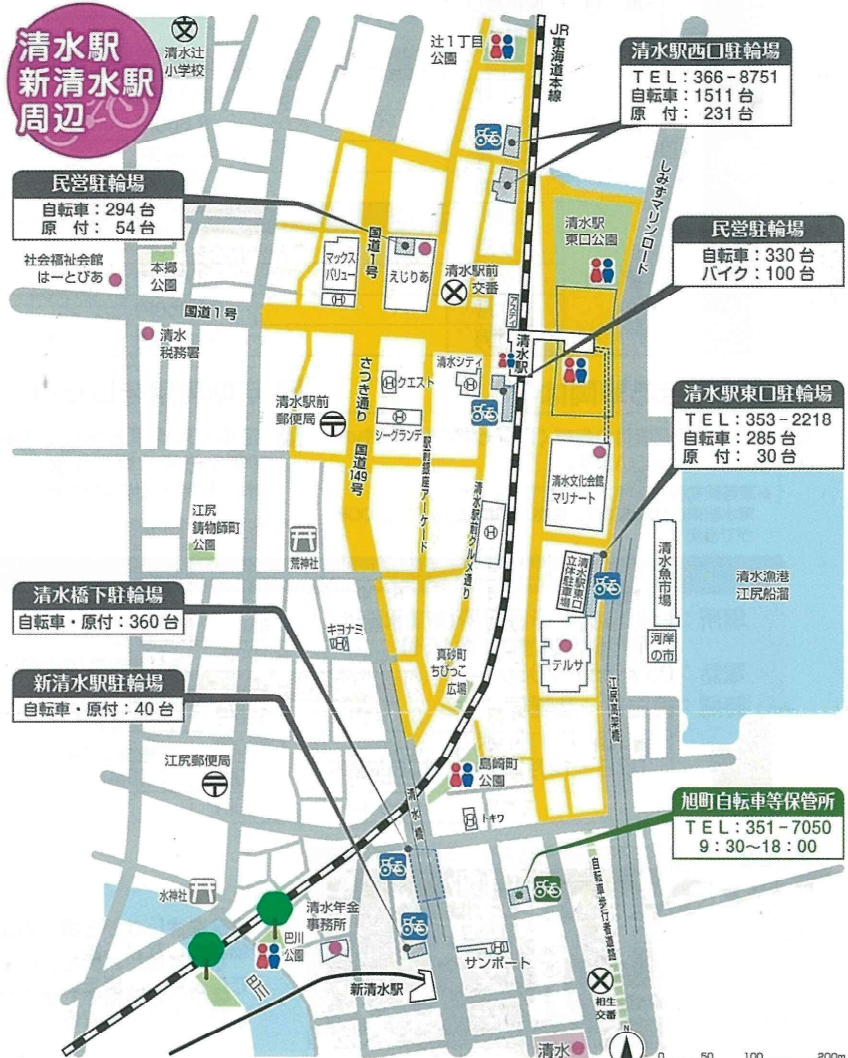 清水駅
新清水駅
周辺
清水辻
小学校
辻1丁目
公園
JR東海道本線
清水駅西口駐輪場
TEL:366-8751
自転車:1511台
原 付:231台
民営駐輪場
自転車:294台
原 付: 54台
しみずマリンロード
清水駅
東口公園
民営駐輪場
自転車:330台
バイク:100台
社会福祉会館
はーとぴあ
本郷
公園
マックス
バリュー
国道1号
えじりあ
清水駅前
交番
アスティ
国道1号
清水
税務署
清水駅
さつき通り
清水シティ
クエスト
清水駅前
郵便局
シーグランデ
清水駅東口駐輪場
TEL:353-2218
自転車:285台
原 付: 30台
国道149号
駅前銀座アーケード
清水駅前グルメ通り
清水文化会館
マリナート
江尻
鋳物師町
公園
荒神社
清水駅東口
立体駐車場
清水魚市場
清水漁港
江尻船溜
河岸
の市
清水橋下駐輪場
自転車・原付:360台
キヨナミ
真砂町
ちびっこ
広場
テルサ
江尻高架橋
新清水駅駐輪場
自転車・原付:40台
江尻郵便局
島崎町
公園
清水橋
トキワ
旭町自転車等保管所
TEL:351-7050
9:30~18:00
自転車歩行者道路
水神社
清水年金
事務所
巴川
公園
巴川
サンポート
新清水駅
相生
交番
清水
N
0 50 100 200m